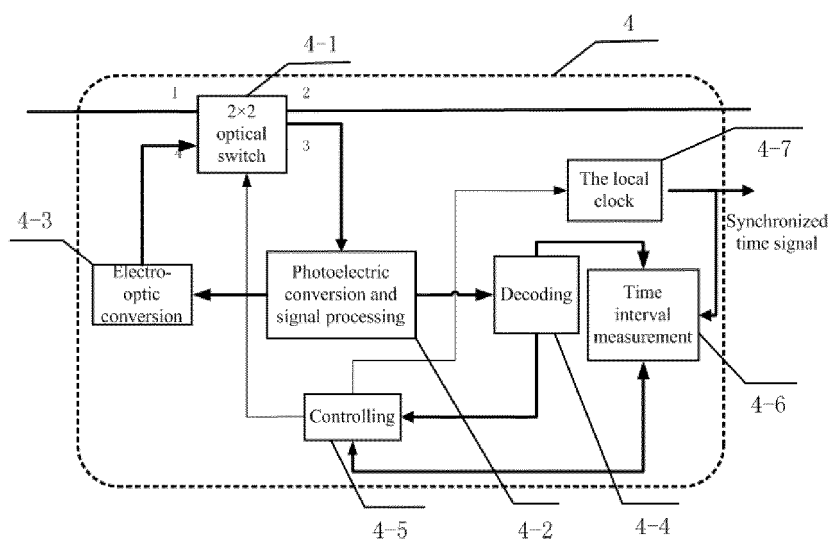 4
4-1
1
2
2×2
optical
switch
4
3
4-7
The local
clock
4-3
Synchronized
time signal
Electro-
optic
conversion
Photoelectric
conversion and
signal processing
Decoding
Time
interval
measurement
Controlling
4-6
4-5
4-2
4-4